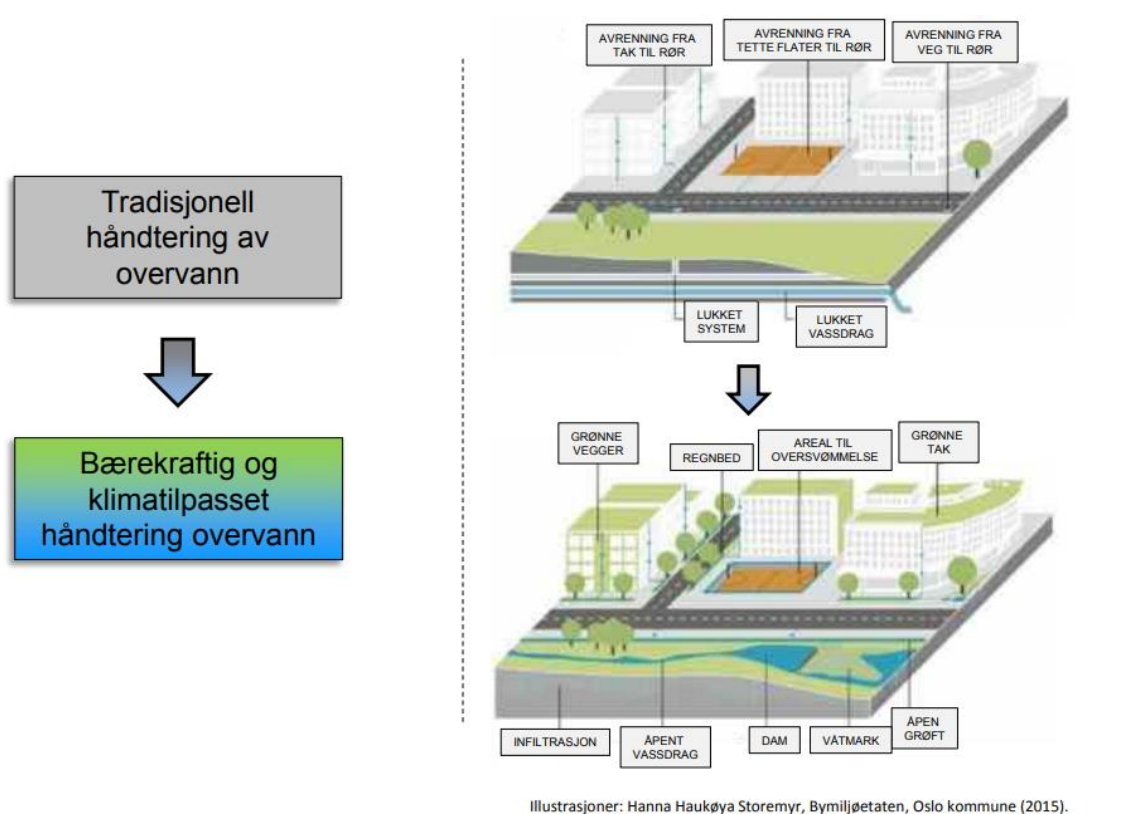 Tradisjonell
håndtering av
overvann
Bærekraftig og
klimatilpasset
håndtering overvann
AVRENNING FRA
TAK TIL RØR
AVRENNING FRA
TETTE FLATER TIL RØR
AVRENNING FRA
VEG TIL RØR
LUKKET
SYSTEM
LUKKET
VASSDRAG
GRØNNE
VEGGER
REGNBED
AREAL TIL
OVERSVØMMELSE
GRØNNE
TAK
INFILTRASJON
ÅPENT
VASSDRAG
DAM
VÅTMARK
ÅPEN
GRØFT
Illustrasjoner: Hanna Haukøya Storemyr, Bymiljøetaten, Oslo kommune (2015).